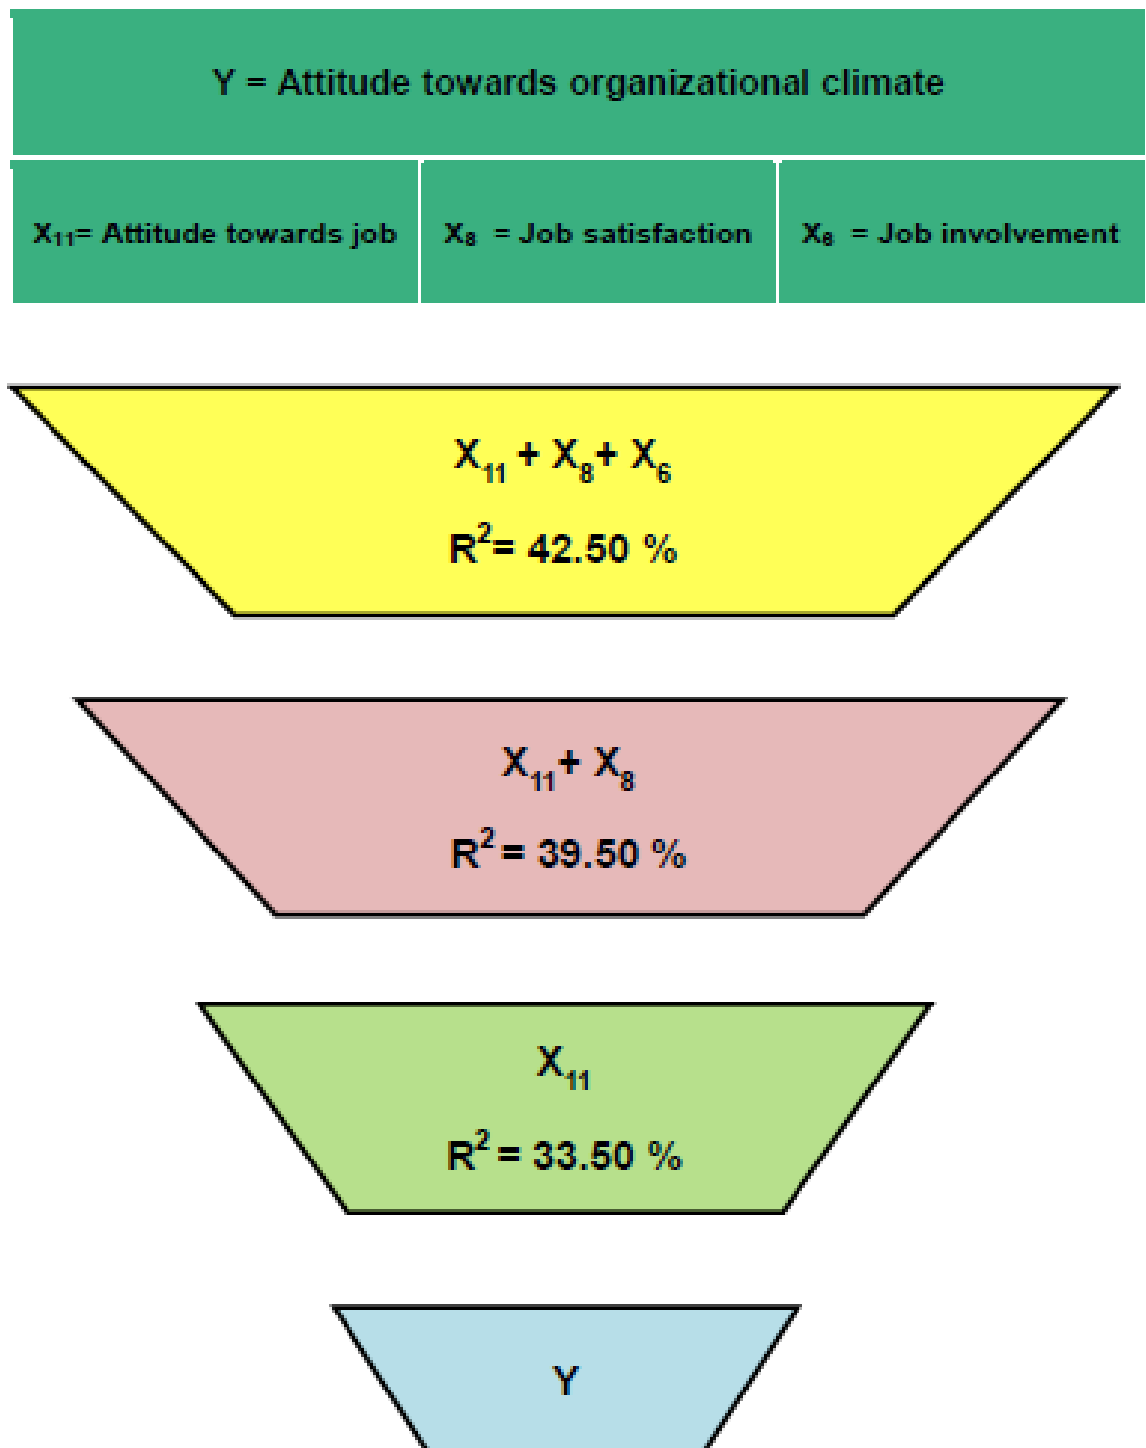 Y = Attitude towards organizational climate
X₁₁= Attitude towards job
X₈ = Job satisfaction
X₆ = Job involvement
X₁₁ + X₈+ X₆
R²= 42.50 %
X₁₁+ X₈
R² = 39.50 %
X₁₁
R² = 33.50 %
Y